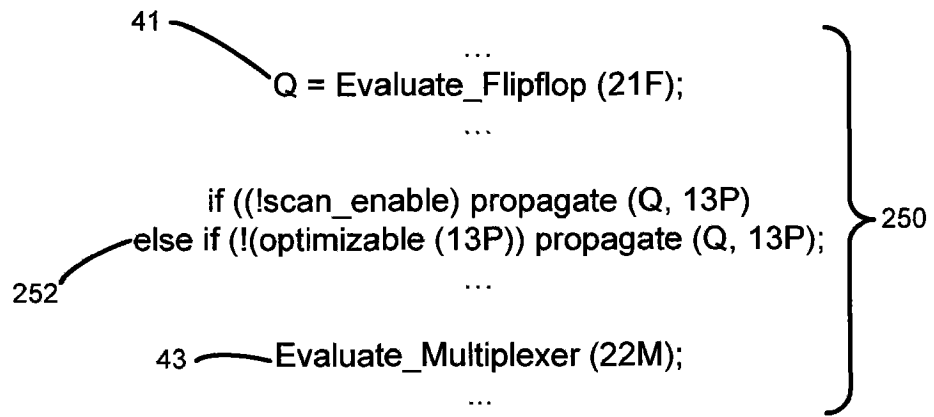 41
...
Q = Evaluate_Flipflop (21F);
...
if ((!scan_enable) propagate (Q, 13P)
else if (!(optimizable (13P)) propagate (Q, 13P);
250
252
...
43 Evaluate_Multiplexer (22M);
...